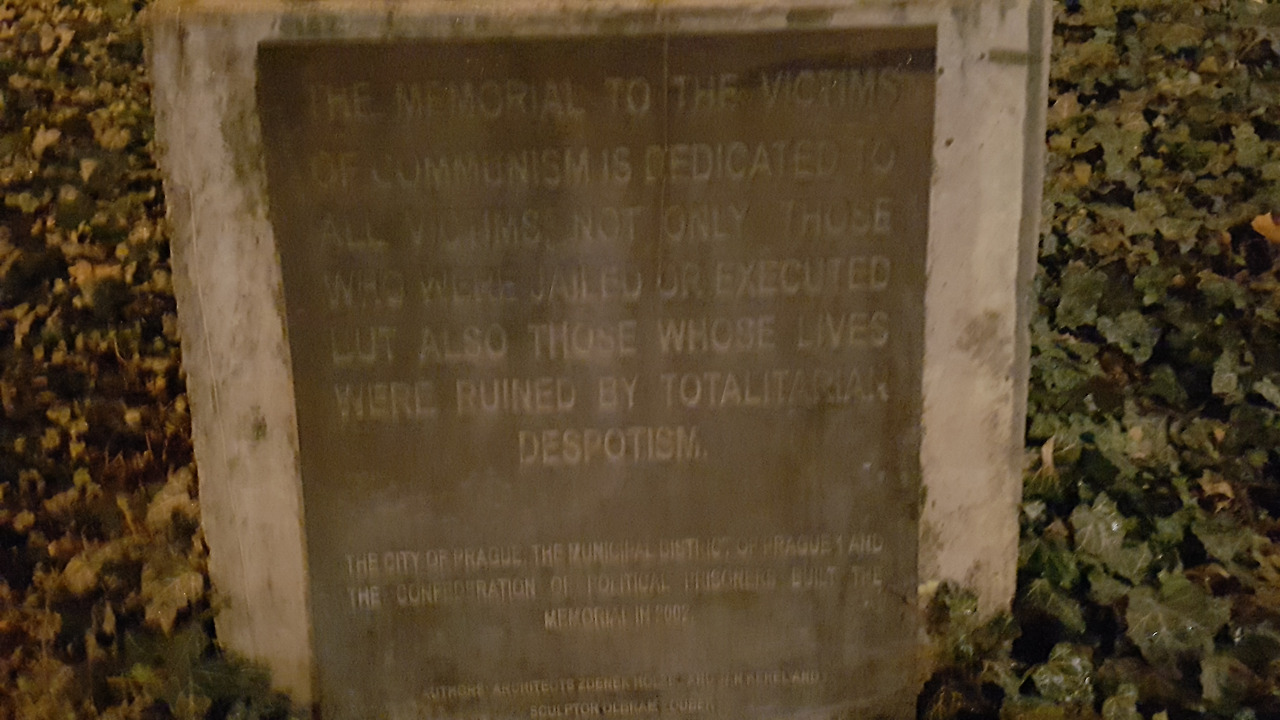 THE MEMORIAL TO THE VICTIMS
OF COMMUNISM IS DEDICATED TO
ALL VICTIMS, NOT ONLY THOSE
WHO WERE JAILED OR EXECUTED
BUT ALSO THOSE WHOSE LIVES
WERE RUINED BY TOTALITARIAN
DESPOTISM.
THE CITY OF PRAGUE, THE MUNICIPAL DISTRICT OF PRAGUE 1 AND
THE CONFEDERATION OF POLITICAL PRISONERS BUILT THE
MEMORIAL IN 2002.
AUTHORS: ARCHITECTS ZDENEK AND
SCULPTOR